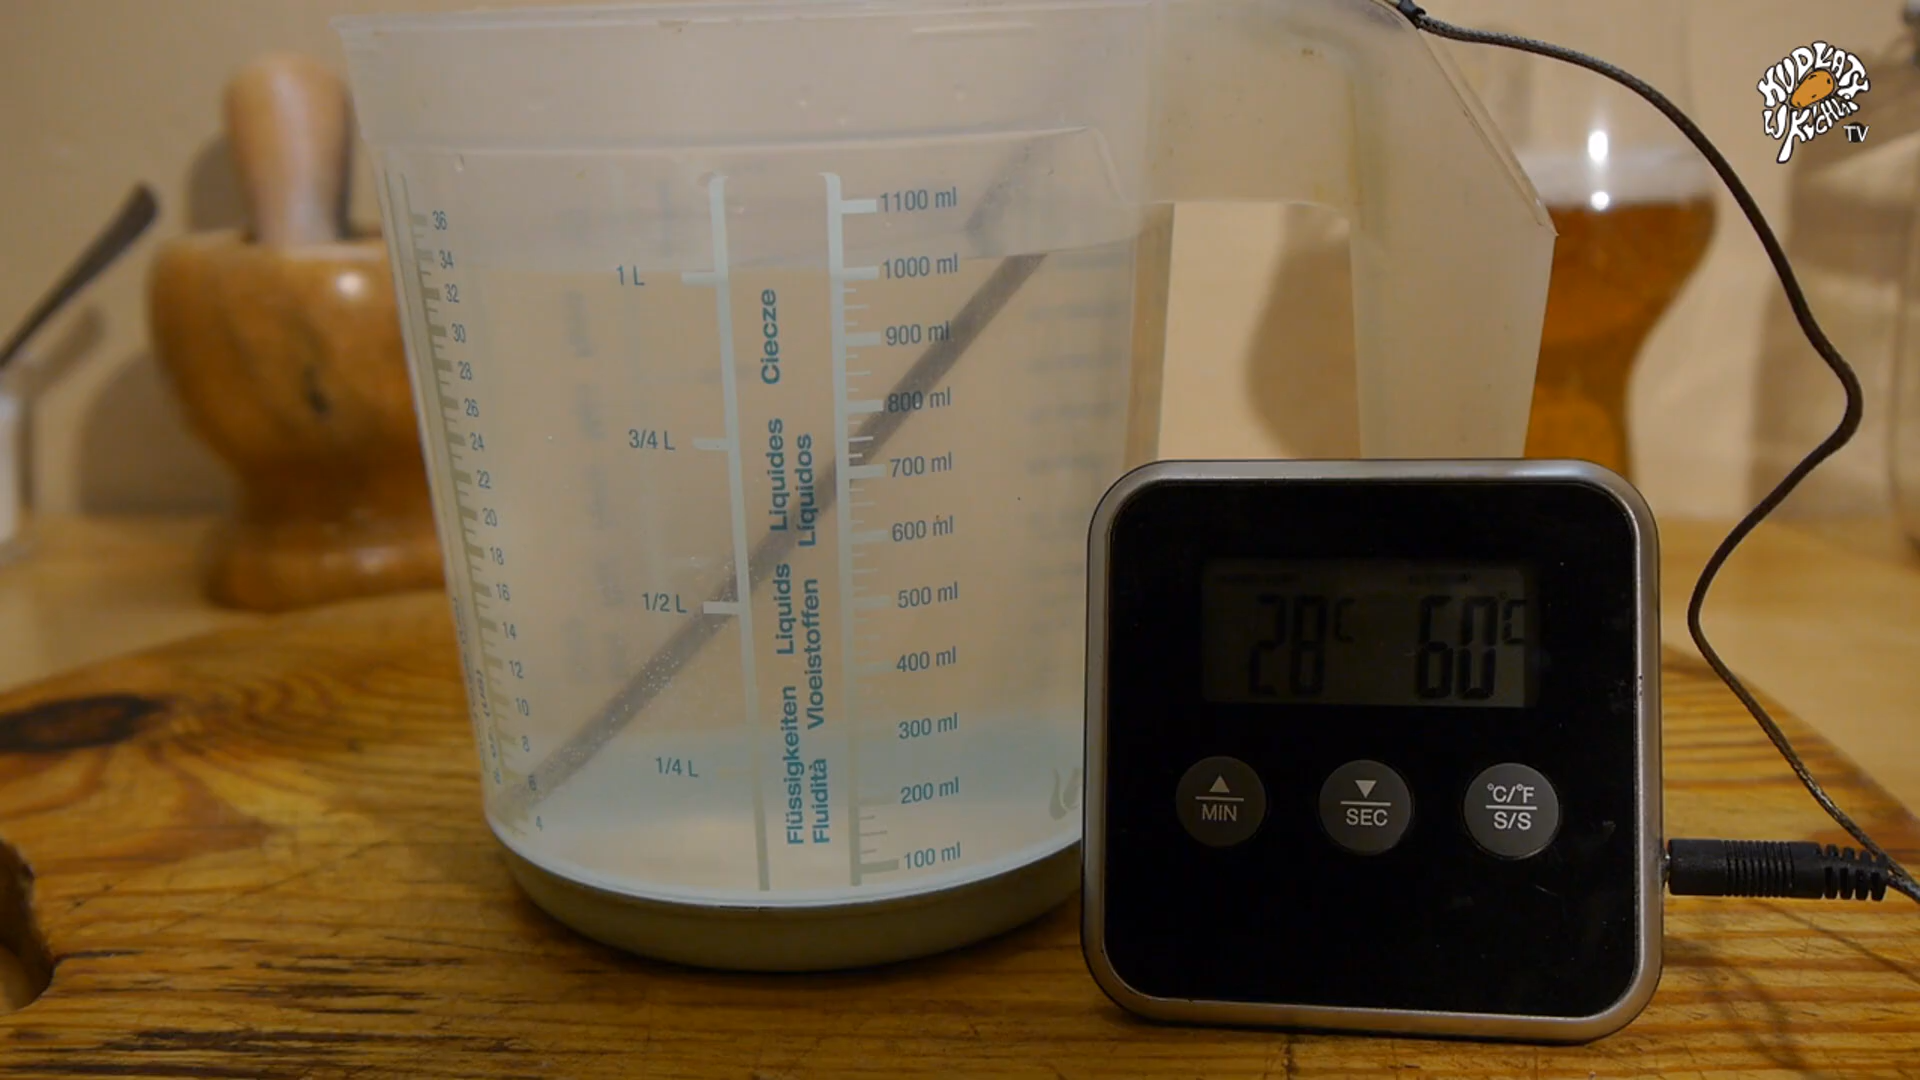 KUDŁATY
W KUCHNI
TV
36
34
32
30
28
26
24
22
20
18
16
14
12
10
8
6
4
1 L
3/4 L
1/2 L
1/4 L
Flüssigkeiten Liquids Liquides Ciecze
Fluidità Vloeistoffen Líquidos
1100 ml
1000 ml
900 ml
800 ml
700 ml
600 ml
500 ml
400 ml
300 ml
200 ml
100 ml
28°C 60°C
MIN
SEC
°C/°F
S/S